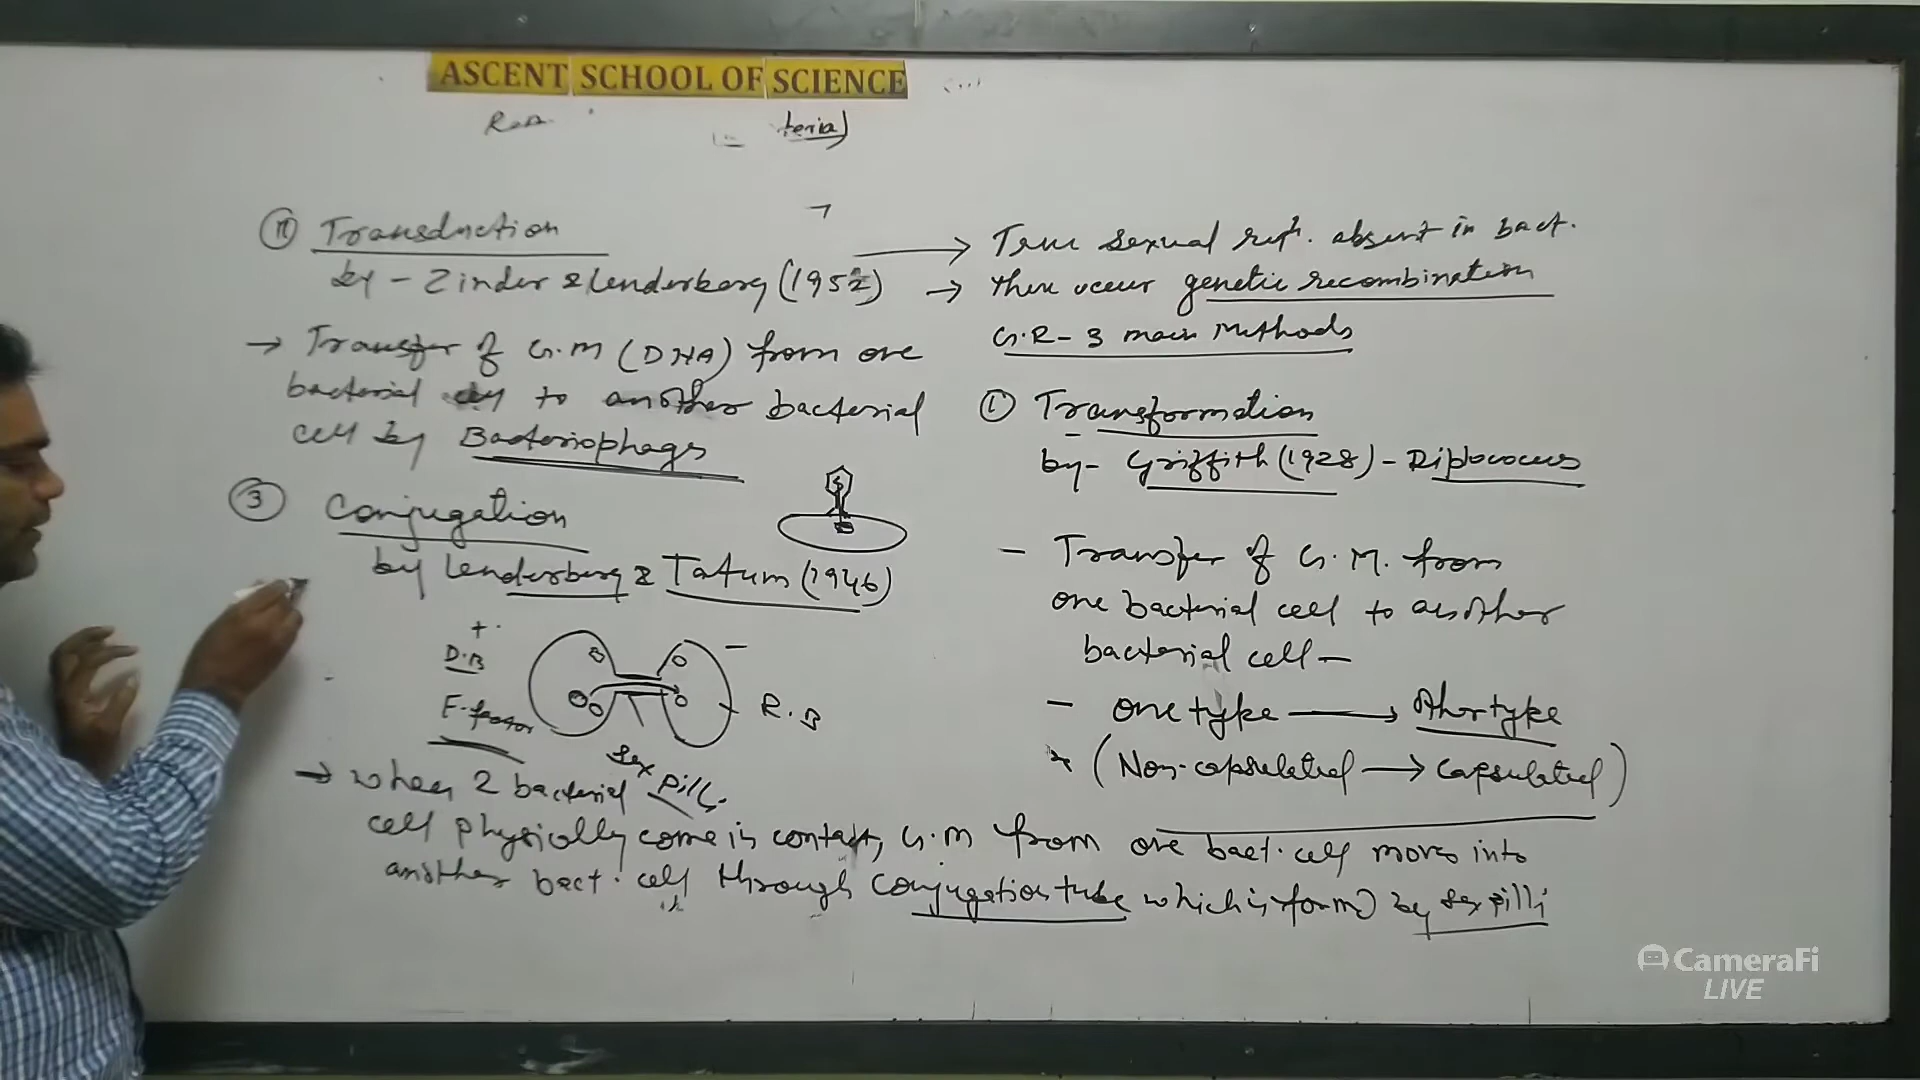 ASCENT SCHOOL OF SCIENCE
terial)
→ True sexual reph. absent in bact.
→ there occur genetic recombination
G.R - 3 main Methods
① Transformation
by - Griffith (1928) - Diplococcus
- Transfer of G.M. from
one bacterial cell to another
bacterial cell -
- one type → other type
* (Non-capsulated → capsulated)
(II) Transduction
by - Zinder & Lenderberg (1952)
→ Transfer of G.M (DNA) from one
bacterial cell to another bacterial
cell by Bacteriophags
③ Conjugation
by Lenderberg & Tatum (1946)
+
D.B
F-factor
-
R.B
Sex pilli
→ when 2 bacterial
cell physically come in contact, G.M from one bact. cell moves into
another bact. cell through conjugation tube which is formed by sex pilli
CameraFi
LIVE